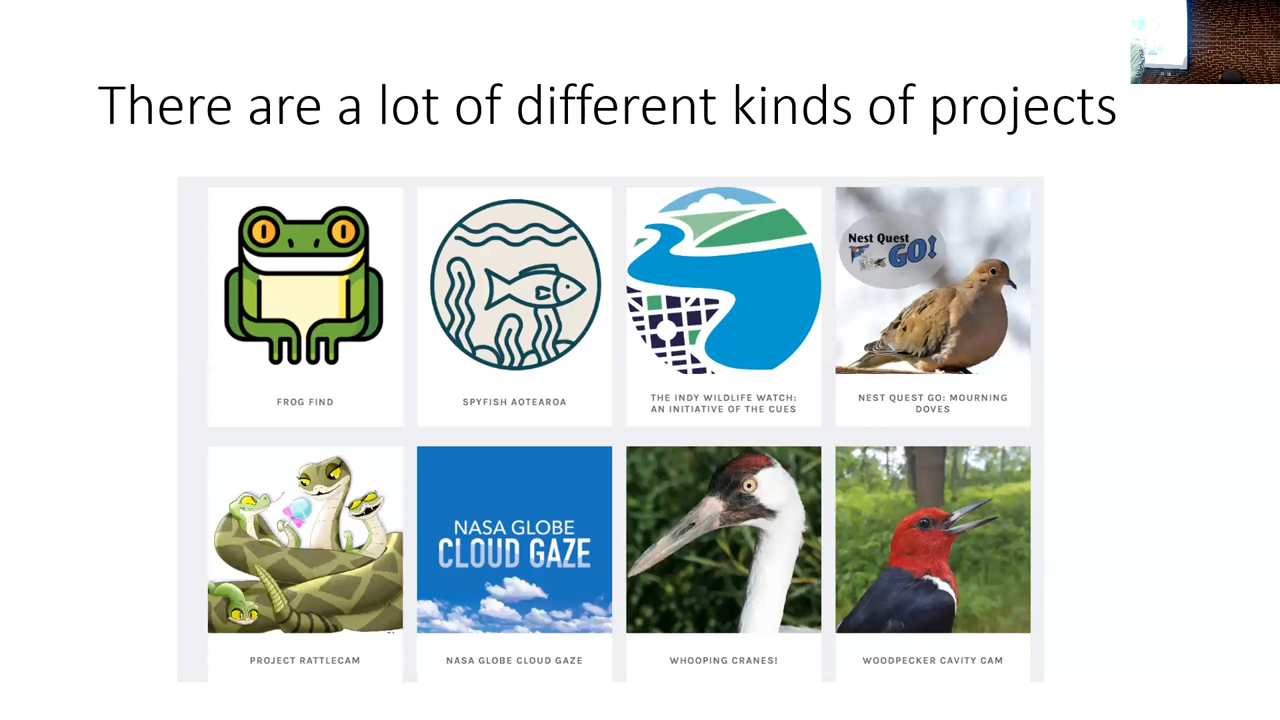 There are a lot of different kinds of projects
Nest Quest
GO!
FROG FIND
SPYFISH AOTEAROA
THE INDY WILDLIFE WATCH:
AN INITIATIVE OF THE CUES
NEST QUEST GO: MOURNING
DOVES
NASA GLOBE
CLOUD GAZE
PROJECT RATTLECAM
NASA GLOBE CLOUD GAZE
WHOOPING CRANES!
WOODPECKER CAVITY CAM